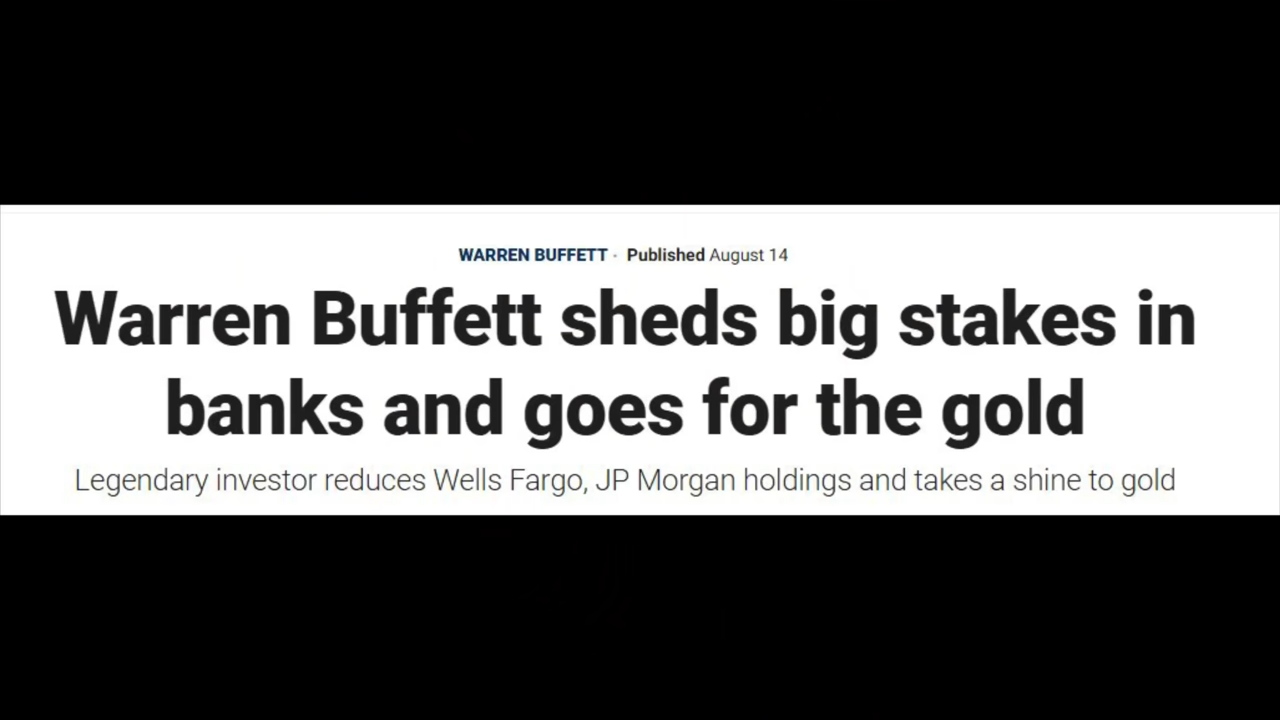 WARREN BUFFETT · Published August 14
Warren Buffett sheds big stakes in
banks and goes for the gold
Legendary investor reduces Wells Fargo, JP Morgan holdings and takes a shine to gold